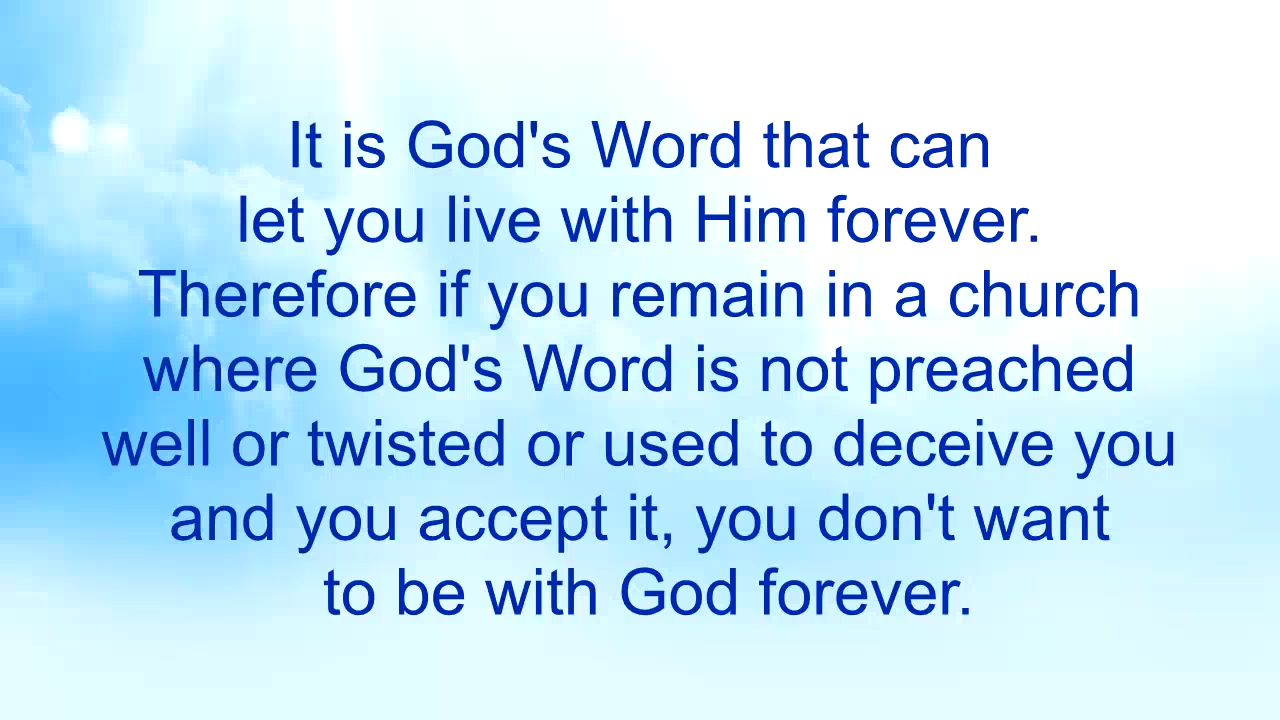 It is God's Word that can
let you live with Him forever.
Therefore if you remain in a church
where God's Word is not preached
well or twisted or used to deceive you
and you accept it, you don't want
to be with God forever.